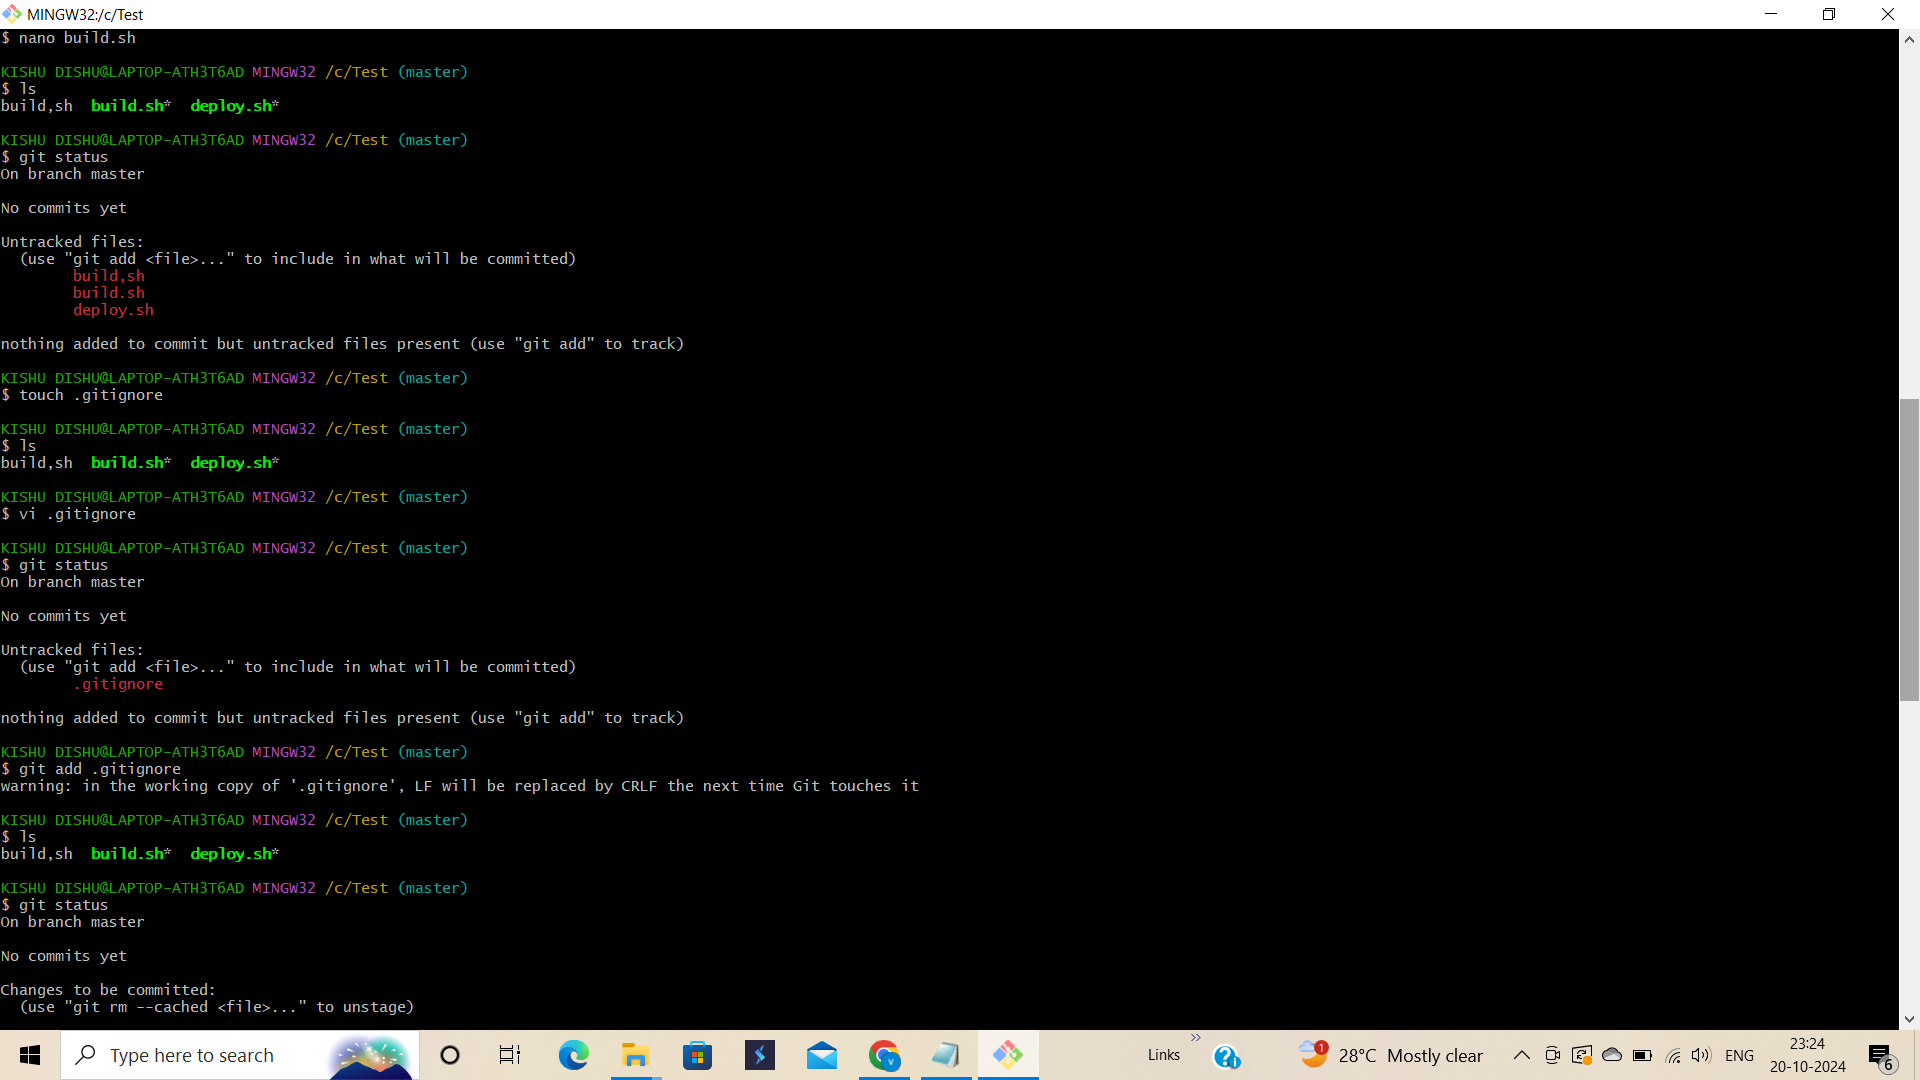 MINGW32:/c/Test
$ nano build.sh
KISHU DISHU@LAPTOP-ATH3T6AD MINGW32 /c/Test (master)
$ ls
build,sh  build.sh*  deploy.sh*
KISHU DISHU@LAPTOP-ATH3T6AD MINGW32 /c/Test (master)
$ git status
On branch master
No commits yet
Untracked files:
  (use "git add <file>..." to include in what will be committed)
        build,sh
        build.sh
        deploy.sh
nothing added to commit but untracked files present (use "git add" to track)
KISHU DISHU@LAPTOP-ATH3T6AD MINGW32 /c/Test (master)
$ touch .gitignore
KISHU DISHU@LAPTOP-ATH3T6AD MINGW32 /c/Test (master)
$ ls
build,sh  build.sh*  deploy.sh*
KISHU DISHU@LAPTOP-ATH3T6AD MINGW32 /c/Test (master)
$ vi .gitignore
KISHU DISHU@LAPTOP-ATH3T6AD MINGW32 /c/Test (master)
$ git status
On branch master
No commits yet
Untracked files:
  (use "git add <file>..." to include in what will be committed)
        .gitignore
nothing added to commit but untracked files present (use "git add" to track)
KISHU DISHU@LAPTOP-ATH3T6AD MINGW32 /c/Test (master)
$ git add .gitignore
warning: in the working copy of '.gitignore', LF will be replaced by CRLF the next time Git touches it
KISHU DISHU@LAPTOP-ATH3T6AD MINGW32 /c/Test (master)
$ ls
build,sh  build.sh*  deploy.sh*
KISHU DISHU@LAPTOP-ATH3T6AD MINGW32 /c/Test (master)
$ git status
On branch master
No commits yet
Changes to be committed:
  (use "git rm --cached <file>..." to unstage)
Type here to search
Links
1
28°C Mostly clear
ENG
23:24
20-10-2024
6